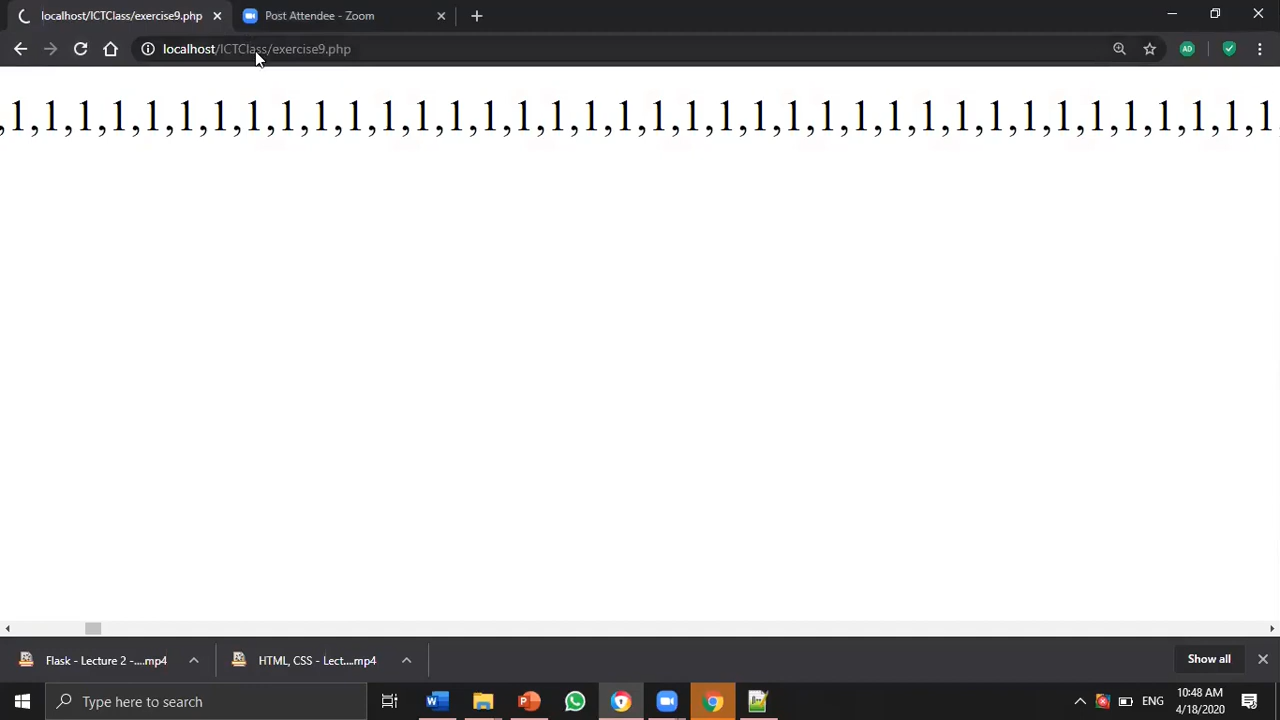 localhost/ICTClass/exercise9.php
Post Attendee - Zoom
localhost/ICTClass/exercise9.php
,1,1,1,1,1,1,1,1,1,1,1,1,1,1,1,1,1,1,1,1,1,1,1,1,1,1,1,1,1,1,1,1,1,1,1,1,1,1
Flask - Lecture 2 -....mp4
HTML, CSS - Lect....mp4
Show all
Type here to search
ENG
10:48 AM
4/18/2020